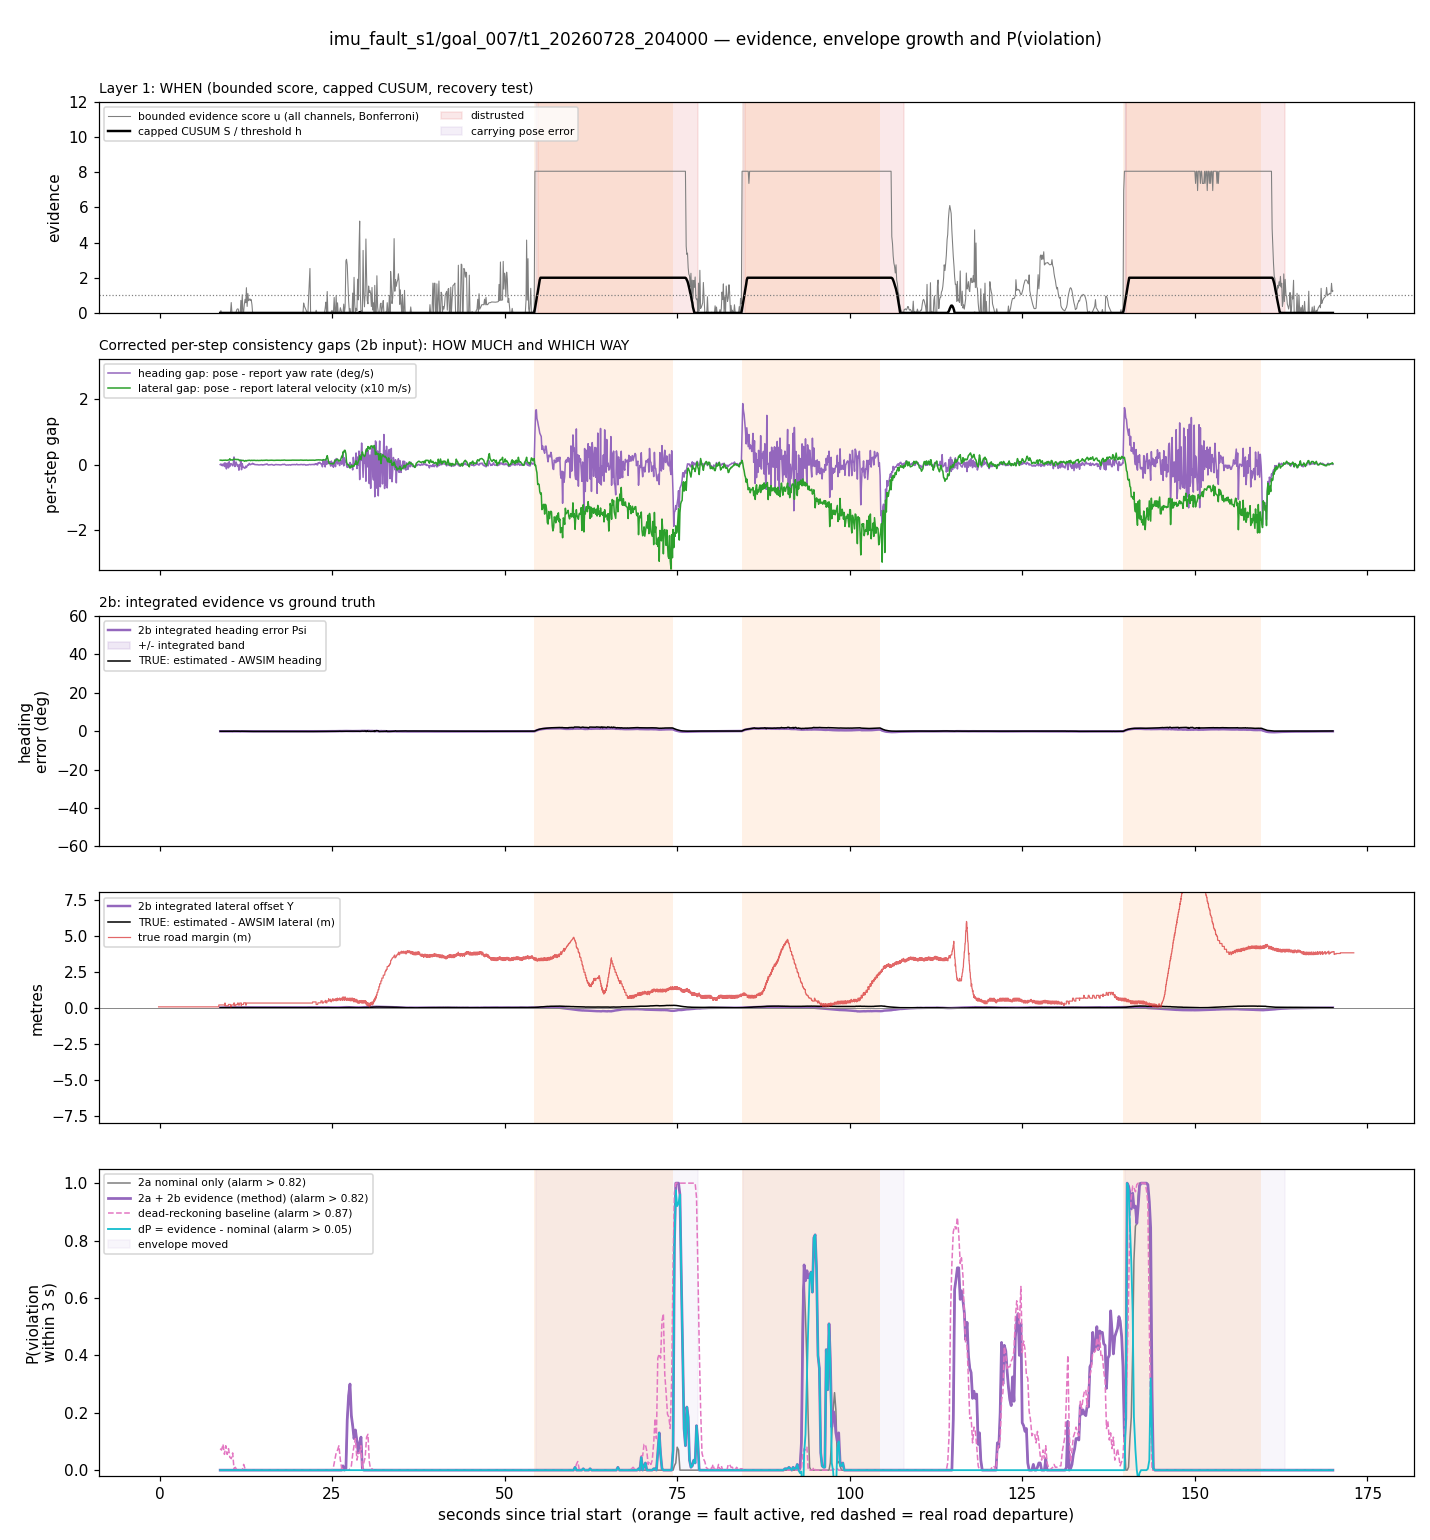 imu_fault_s1/goal_007/t1_20260728_204000 — evidence, envelope growth and P(violation)
Layer 1: WHEN (bounded score, capped CUSUM, recovery test)
bounded evidence score u (all channels, Bonferroni)
capped CUSUM S / threshold h
distrusted
carrying pose error
evidence
12
10
8
6
4
2
0
Corrected per-step consistency gaps (2b input): HOW MUCH and WHICH WAY
heading gap: pose - report yaw rate (deg/s)
lateral gap: pose - report lateral velocity (x10 m/s)
per-step gap
2
0
−2
2b: integrated evidence vs ground truth
2b integrated heading error Psi
+/- integrated band
TRUE: estimated - AWSIM heading
heading
error (deg)
60
40
20
0
−20
−40
−60
2b integrated lateral offset Y
TRUE: estimated - AWSIM lateral (m)
true road margin (m)
metres
7.5
5.0
2.5
0.0
−2.5
−5.0
−7.5
2a nominal only (alarm > 0.82)
2a + 2b evidence (method) (alarm > 0.82)
dead-reckoning baseline (alarm > 0.87)
dP = evidence - nominal (alarm > 0.05)
envelope moved
P(violation
within 3 s)
1.0
0.8
0.6
0.4
0.2
0.0
0 25 50 75 100 125 150 175
seconds since trial start  (orange = fault active, red dashed = real road departure)